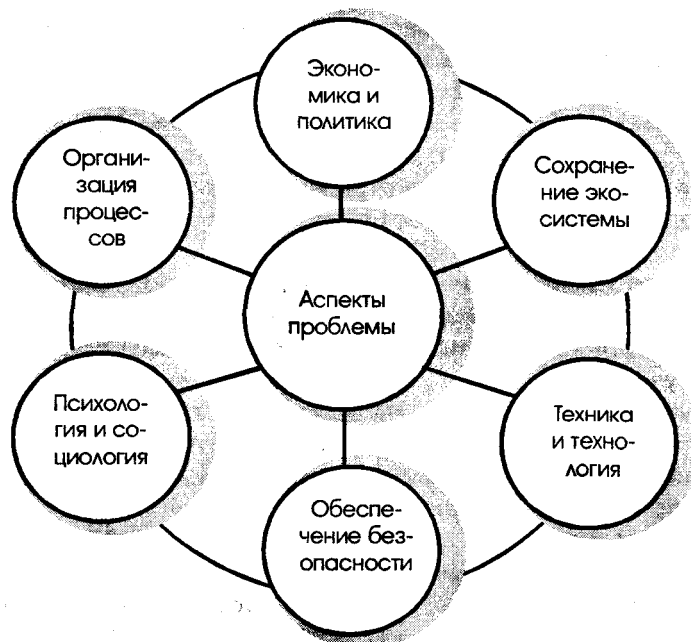 Эконо-
мика и
политика
Органи-
зация
процес-
сов
Сохране-
ние эко-
системы
Аспекты
проблемы
Психоло-
гия и со-
циология
Техника
и техно-
логия
Обеспе-
чение без-
опасности